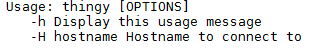 Usage: thingy [OPTIONS]
-h Display this usage message
-H hostname Hostname to connect to